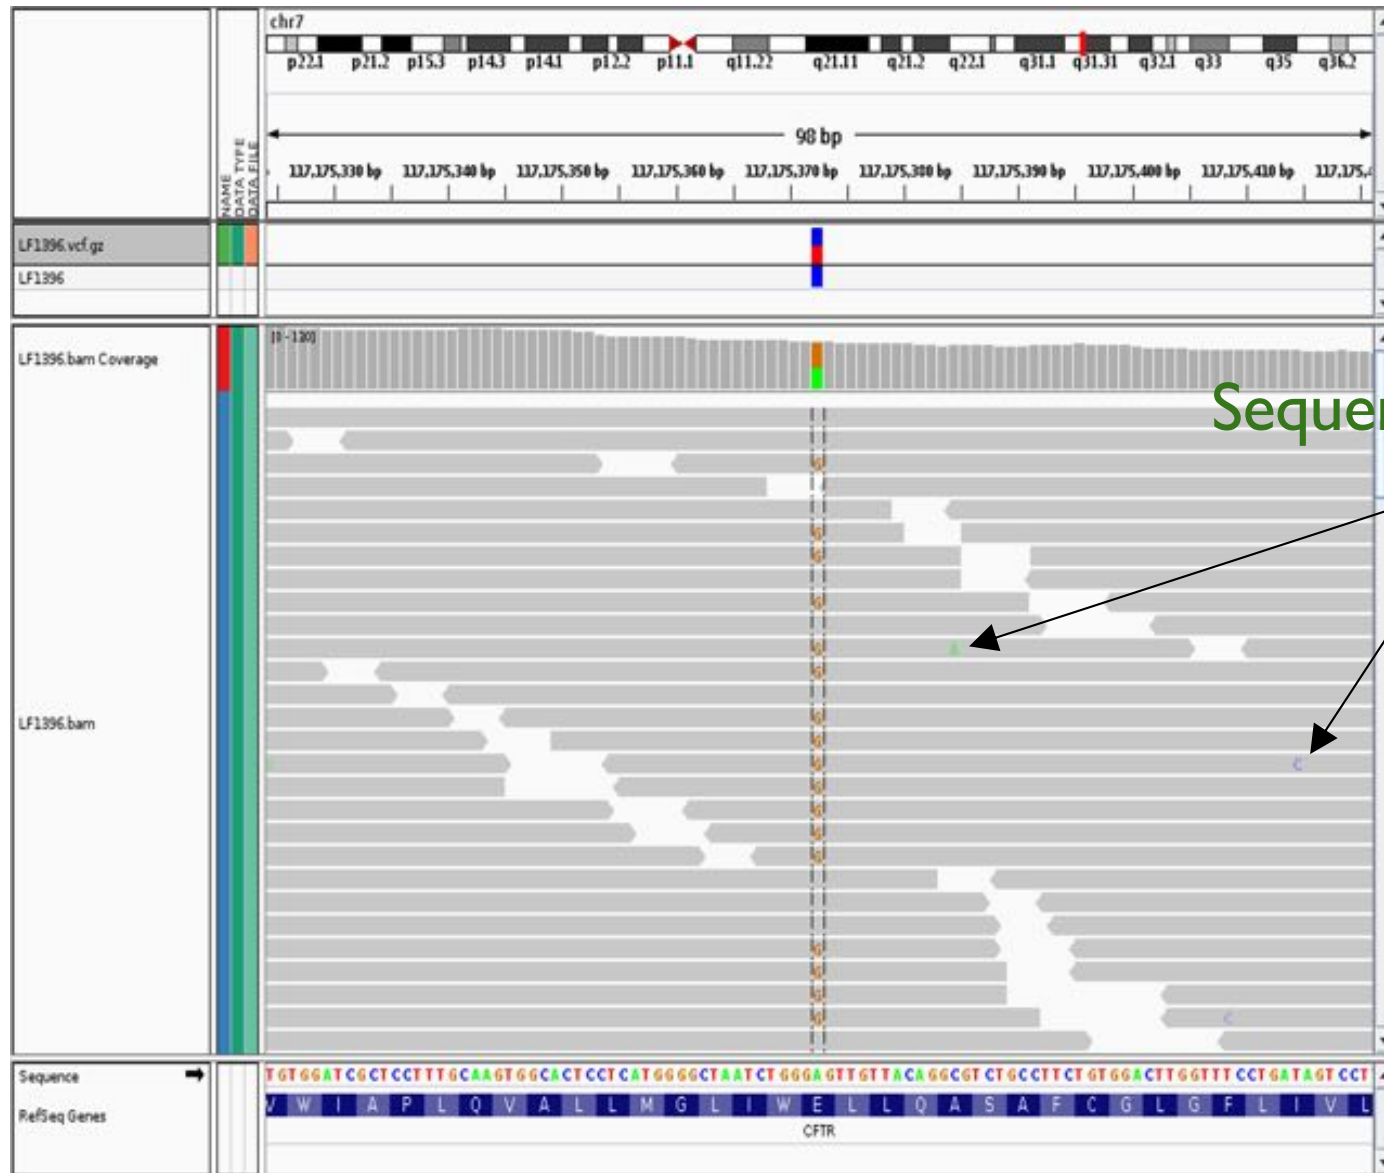 chr7
p22.1 p21.2 p15.3 p14.3 p14.1 p12.2 p11.1 q11.22 q21.11 q21.2 q22.1 q31.1 q31.31 q32.1 q33 q35 q36.2
98 bp
117,175,330 bp 117,175,340 bp 117,175,350 bp 117,175,360 bp 117,175,370 bp 117,175,380 bp 117,175,390 bp 117,175,400 bp 117,175,410 bp 117,175,4
NAME
DATA TYPE
DATA FILE
LF1396.vcf.gz
LF1396
LF1396.bam Coverage
[0 - 130]
Sequen
G
G
G
G
A
G
G
G
G
G
C
G
G
G
G
LF1396.bam
G
G
G
G
C
Sequence
TGTGGATCGCTCCTTTGCAAGTGGCACTCCTCATGGGGCTAATCTGGGAGTTGTTACAGGCGTCTGCCTTCTGTGGACTTGGTTTCCTGATAGTCCT
RefSeq Genes
V W I A P L Q V A L L M G L I W E L L Q A S A F C G L G F L I V L
CFTR